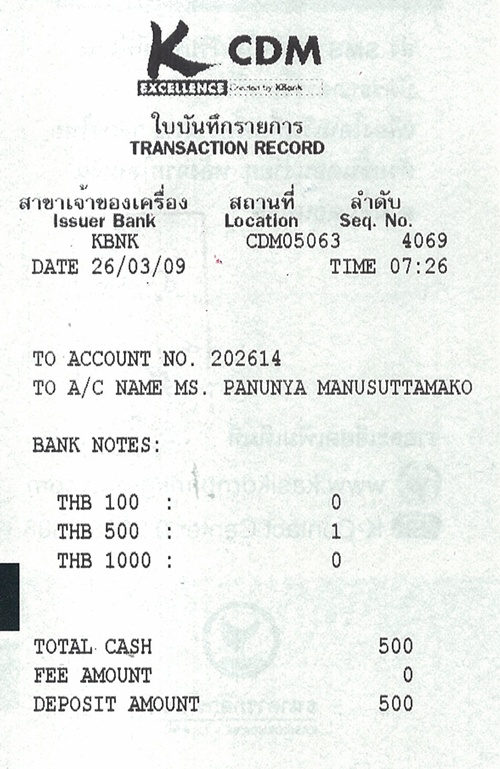 K CDM
EXCELLENCE Created by KBank
ใบบันทึกรายการ
TRANSACTION RECORD
สาขาเจ้าของเครื่อง สถานที่ ลำดับ
Issuer Bank Location Seq. No.
KBNK CDM05063 4069
DATE 26/03/09 TIME 07:26
TO ACCOUNT NO. 202614
TO A/C NAME MS. PANUNYA MANUSUTTAMAKO
BANK NOTES:
THB 100 : 0
THB 500 : 1
THB 1000 : 0
TOTAL CASH 500
FEE AMOUNT 0
DEPOSIT AMOUNT 500